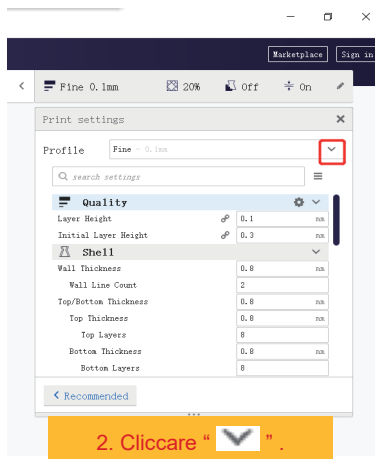 Marketplace Sign in
Fine 0.1mm 20% Off On
Print settings
Profile Fine - 0.1mm
search settings
Quality
Layer Height 0.1 mm
Initial Layer Height 0.3 mm
Shell
Wall Thickness 0.8 mm
Wall Line Count 2
Top/Bottom Thickness 0.8 mm
Top Thickness 0.8 mm
Top Layers 8
Bottom Thickness 0.8 mm
Bottom Layers 8
Recommended
2. Cliccare “ ” .